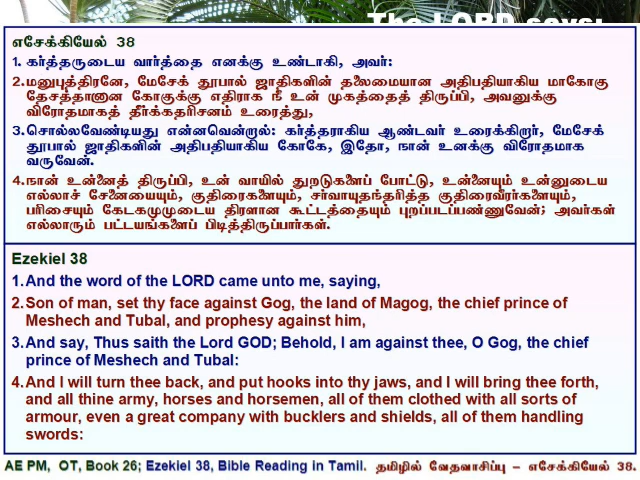 The LORD says:
எசேக்கியேல் 38
1. கர்த்தருடைய வார்த்தை எனக்கு உண்டாகி, அவர்:
2.மனுபுத்திரனே, மேசேக் தூபால் ஜாதிகளின் தலைமையான அதிபதியாகிய மாகோகு
தேசத்தானான கோகுக்கு எதிராக நீ உன் முகத்தைத் திருப்பி, அவனுக்கு
விரோதமாகத் தீர்க்கதரிசனம் உரைத்து,
3.சொல்லவேண்டியது என்னவென்றால்: கர்த்தராகிய ஆண்டவர் உரைக்கிறார், மேசேக்
தூபால் ஜாதிகளின் அதிபதியாகிய கோகே, இதோ, நான் உனக்கு விரோதமாக
வருவேன்.
4.நான் உன்னைத் திருப்பி, உன் வாயில் துறடுகளைப் போட்டு, உன்னையும் உன்னுடைய
எல்லாச் சேனையையும், குதிரைகளையும், சர்வாயுதந்தரித்த குதிரைவீரர்களையும்,
பரிசையும் கேடகமுமுடைய திரளான கூட்டத்தையும் புறப்படப்பண்ணுவேன்; அவர்கள்
எல்லாரும் பட்டயங்களைப் பிடித்திருப்பார்கள்.
Ezekiel 38
1.And the word of the LORD came unto me, saying,
2.Son of man, set thy face against Gog, the land of Magog, the chief prince of
Meshech and Tubal, and prophesy against him,
3.And say, Thus saith the Lord GOD; Behold, I am against thee, O Gog, the chief
prince of Meshech and Tubal:
4.And I will turn thee back, and put hooks into thy jaws, and I will bring thee forth,
and all thine army, horses and horsemen, all of them clothed with all sorts of
armour, even a great company with bucklers and shields, all of them handling
swords:
AE PM, OT, Book 26; Ezekiel 38, Bible Reading in Tamil. தமிழில் வேதவாசிப்பு – எசேக்கியேல் 38.